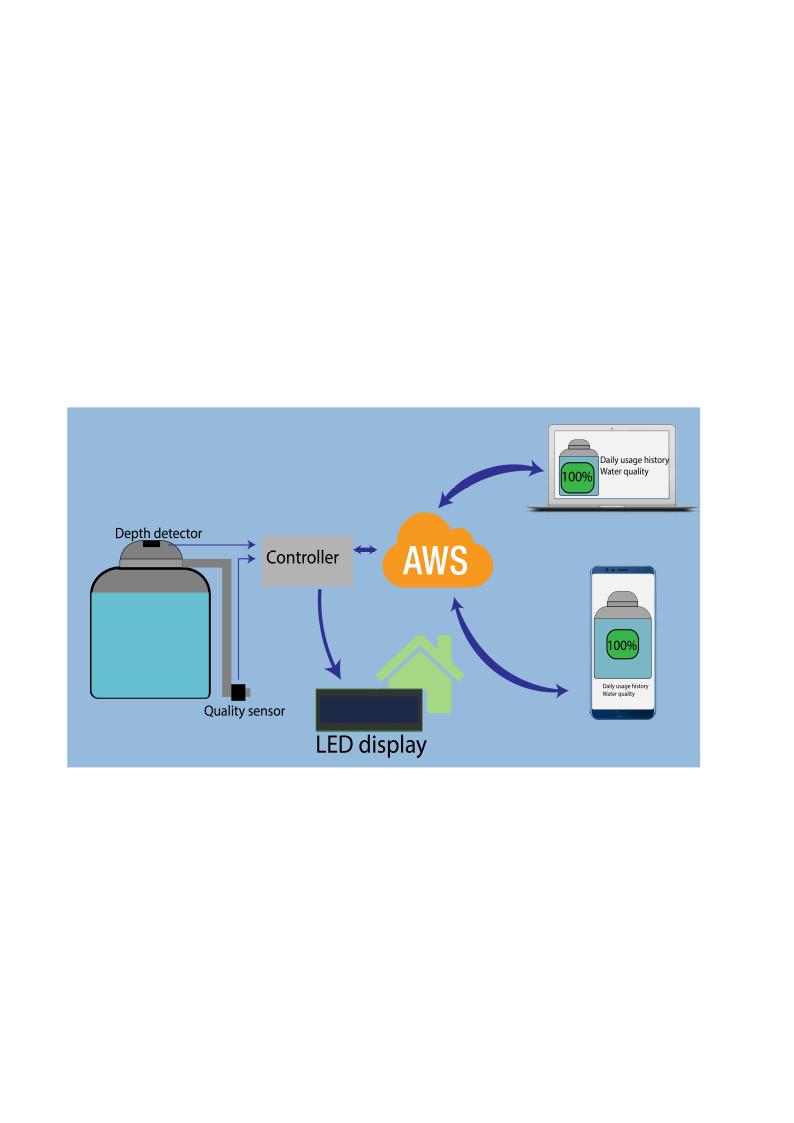 Daily usage history
Water quality
100%
Depth detector
Controller
AWS
100%
Daily usage history
Water quality
Quality sensor
LED display